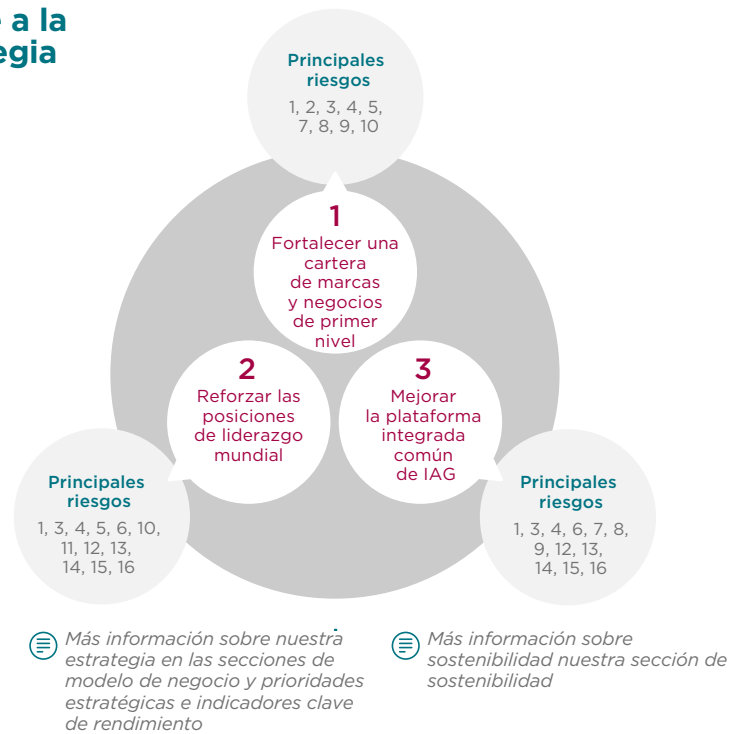 a la
egia
Principales
riesgos
1, 2, 3, 4, 5,
7, 8, 9, 10
1
Fortalecer una
cartera
de marcas
y negocios
de primer
nivel
2
Reforzar las
posiciones
de liderazgo
mundial
3
Mejorar
la plataforma
integrada
común
de IAG
Principales
riesgos
1, 3, 4, 5, 6, 10,
11, 12, 13,
14, 15, 16
Principales
riesgos
1, 3, 4, 6, 7, 8,
9, 12, 13,
14, 15, 16
Más información sobre nuestra
estrategia en las secciones de
modelo de negocio y prioridades
estratégicas e indicadores clave
de rendimiento
Más información sobre
sostenibilidad nuestra sección de
sostenibilidad